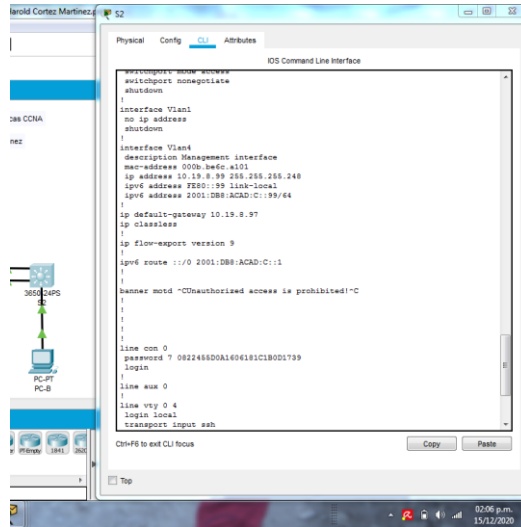 arold Cortez Martinez.p
S2
Physical Config CLI Attributes
IOS Command Line Interface
switchport mode access
switchport nonegotiate
shutdown
!
interface Vlan1
no ip address
shutdown
!
interface Vlan4
description Management interface
mac-address 000b.be6c.a101
ip address 10.19.8.99 255.255.255.248
ipv6 address FE80::99 link-local
ipv6 address 2001:DB8:ACAD:C::99/64
!
ip default-gateway 10.19.8.97
ip classless
!
ip flow-export version 9
!
ipv6 route ::/0 2001:DB8:ACAD:C::1
!
!
banner motd ^CUnauthorized access is prohibited!^C
!
!
!
!
line con 0
password 7 0822455D0A1606181C1B0D1739
login
!
line aux 0
!
line vty 0 4
login local
transport input ssh
Ctrl+F6 to exit CLI focus
Copy Paste
Top
cas CCNA
nez
3650-24PS
S2
PC-PT
PC-B
PTEmpty 1841 262
02:06 p.m.
15/12/2020